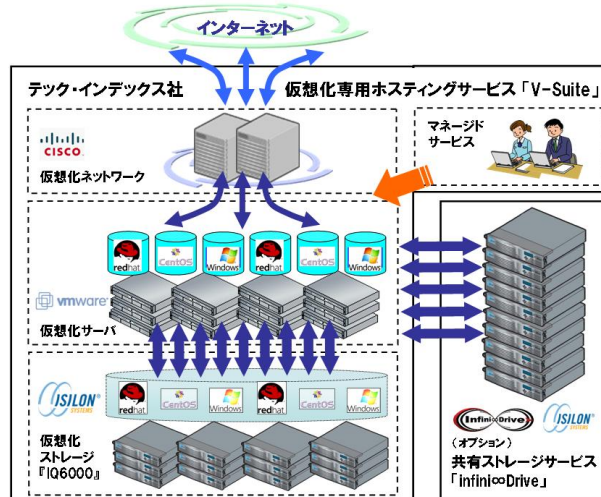 インターネット
テック・インデックス社
仮想化専用ホスティングサービス「V-Suite」
CISCO
仮想化ネットワーク
マネージド
サービス
redhat
CentOS
Windows
redhat
CentOS
Windows
vmware
仮想化サーバ
ISILON
SYSTEMS
redhat
CentOS
Windows
redhat
CentOS
Windows
仮想化
ストレージ
『IQ6000』
Infini∞Drive
ISILON
SYSTEMS
（オプション）
共有ストレージサービス
「infini∞Drive」